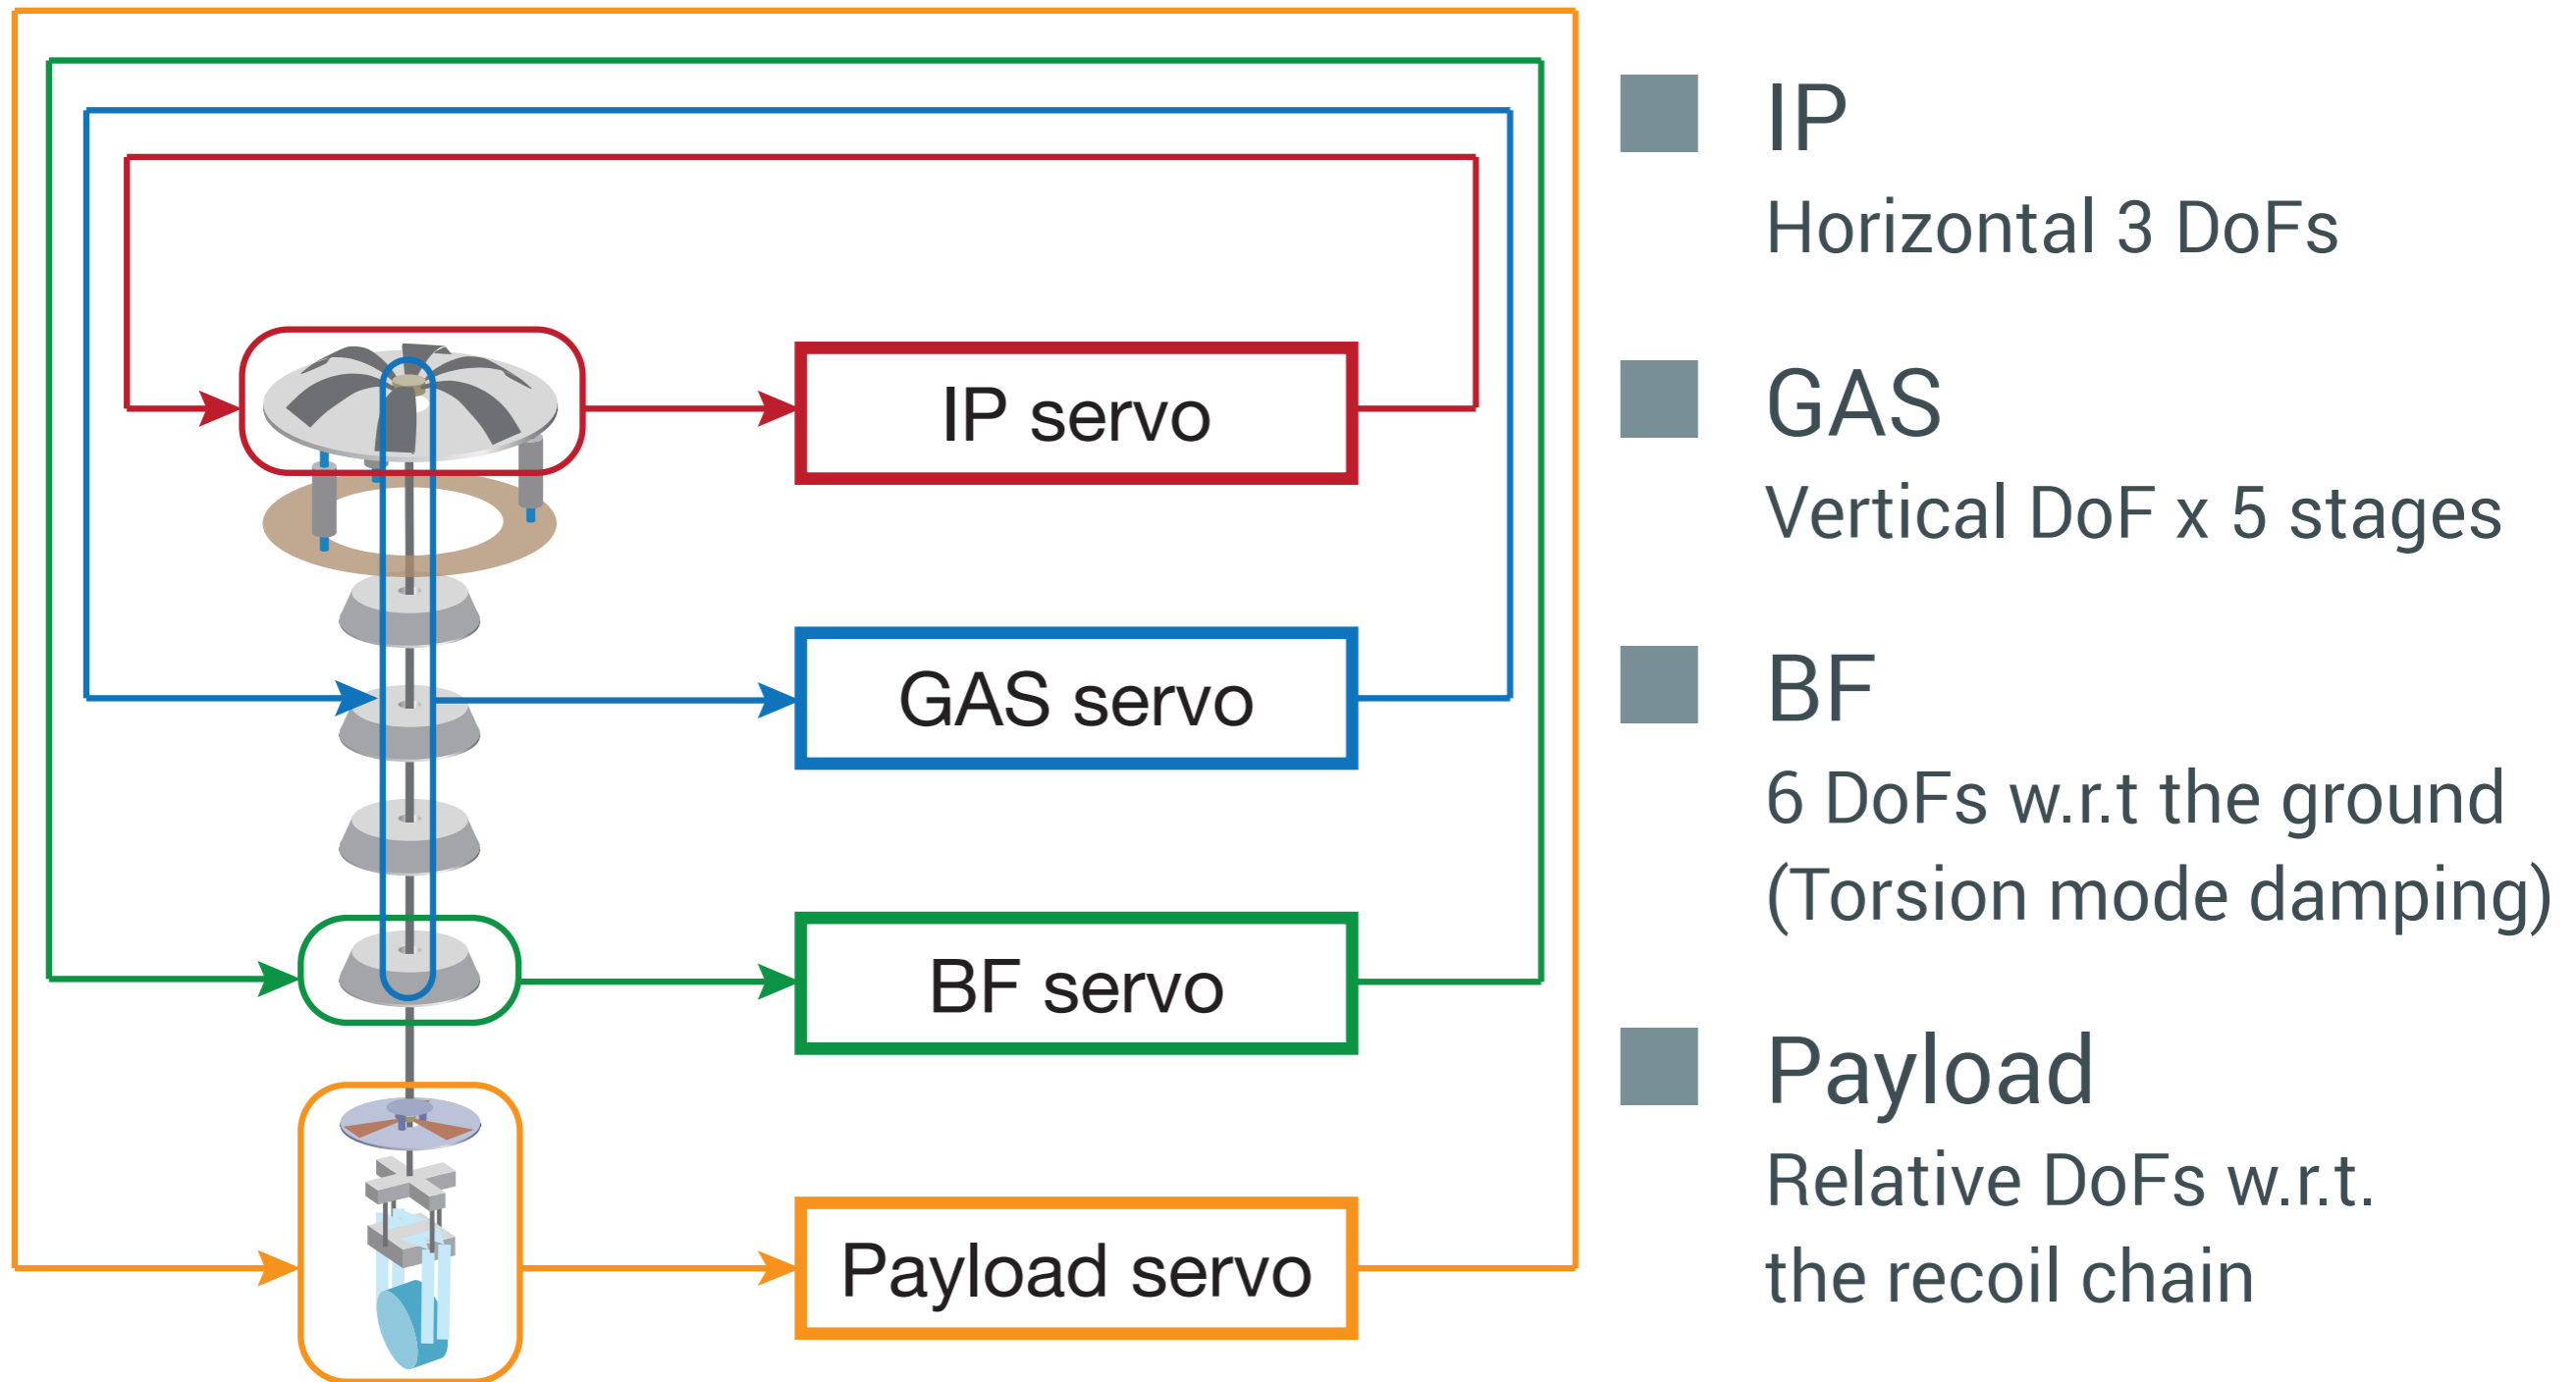 IP servo
GAS servo
BF servo
Payload servo
IP
Horizontal 3 DoFs
GAS
Vertical DoF x 5 stages
BF
6 DoFs w.r.t the ground
(Torsion mode damping)
Payload
Relative DoFs w.r.t.
the recoil chain